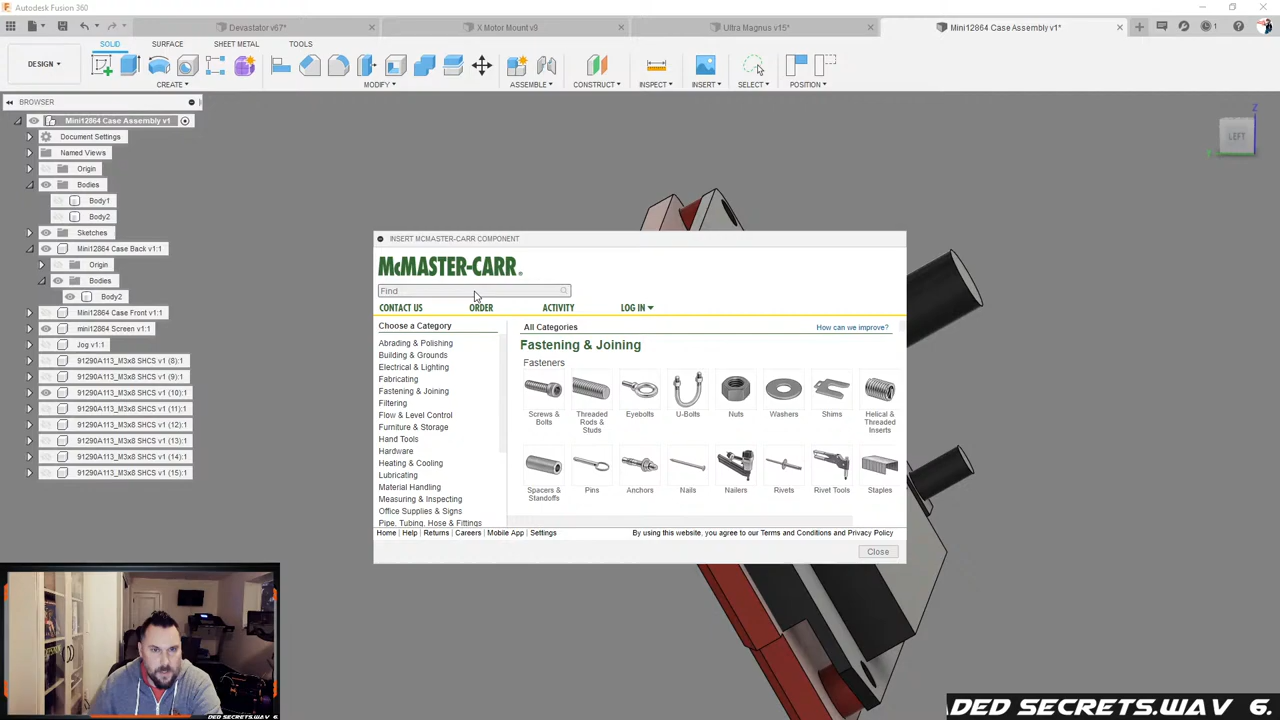 Autodesk Fusion 360
Devastator v67*
X Motor Mount v9
Ultra Magnus v15*
Mini12864 Case Assembly v1*
1
SOLID
SURFACE
SHEET METAL
TOOLS
DESIGN
CREATE
MODIFY
ASSEMBLE
CONSTRUCT
INSPECT
INSERT
SELECT
POSITION
BROWSER
Mini12864 Case Assembly v1
Document Settings
Named Views
Origin
Bodies
Body1
Body2
Sketches
Mini12864 Case Back v1:1
Origin
Bodies
Body2
Mini12864 Case Front v1:1
mini12864 Screen v1:1
Jog v1:1
91290A113_M3x8 SHCS v1 (8):1
91290A113_M3x8 SHCS v1 (9):1
91290A113_M3x8 SHCS v1 (10):1
91290A113_M3x8 SHCS v1 (11):1
91290A113_M3x8 SHCS v1 (12):1
91290A113_M3x8 SHCS v1 (13):1
91290A113_M3x8 SHCS v1 (14):1
91290A113_M3x8 SHCS v1 (15):1
Z
LEFT
Y
INSERT MCMASTER-CARR COMPONENT
McMASTER-CARR®
Find
CONTACT US
ORDER
ACTIVITY
LOG IN
Choose a Category
Abrading & Polishing
Building & Grounds
Electrical & Lighting
Fabricating
Fastening & Joining
Filtering
Flow & Level Control
Furniture & Storage
Hand Tools
Hardware
Heating & Cooling
Lubricating
Material Handling
Measuring & Inspecting
Office Supplies & Signs
Pipe, Tubing, Hose & Fittings
All Categories
How can we improve?
Fastening & Joining
Fasteners
Screws & Bolts
Threaded Rods & Studs
Eyebolts
U-Bolts
Nuts
Washers
Shims
Helical & Threaded Inserts
Spacers & Standoffs
Pins
Anchors
Nails
Nailers
Rivets
Rivet Tools
Staples
Home | Help | Returns | Careers | Mobile App | Settings
By using this website, you agree to our Terms and Conditions and Privacy Policy
Close
DED SECRETS.WAV
DED SECRETS.WAV 6.